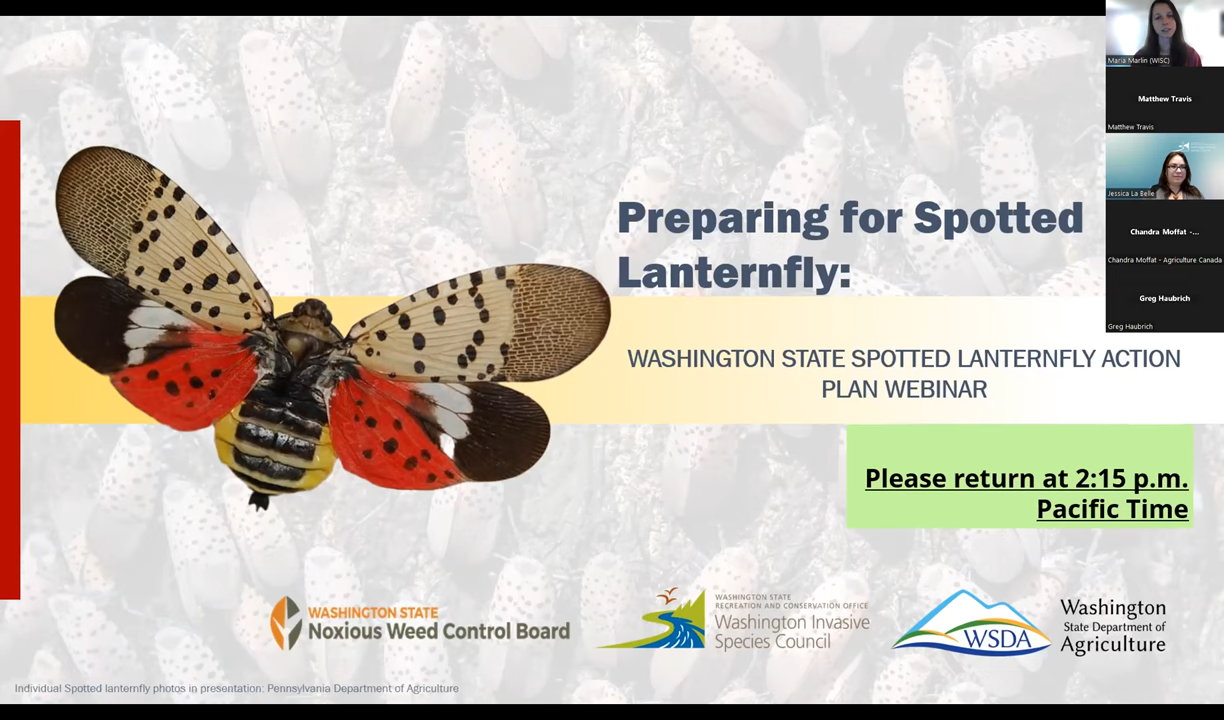 Preparing for Spotted
Lanternfly:
WASHINGTON STATE SPOTTED LANTERNFLY ACTION
PLAN WEBINAR
Please return at 2:15 p.m.
Pacific Time
WASHINGTON STATE
Noxious Weed Control Board
WASHINGTON STATE
RECREATION AND CONSERVATION OFFICE
Washington Invasive
Species Council
WSDA
Washington
State Department of
Agriculture
Individual Spotted lanternfly photos in presentation: Pennsylvania Department of Agriculture
Maria Marlin (WISC)
Matthew Travis
Matthew Travis
Jessica La Belle
Chandra Moffat -...
Chandra Moffat - Agriculture Canada
Greg Haubrich
Greg Haubrich